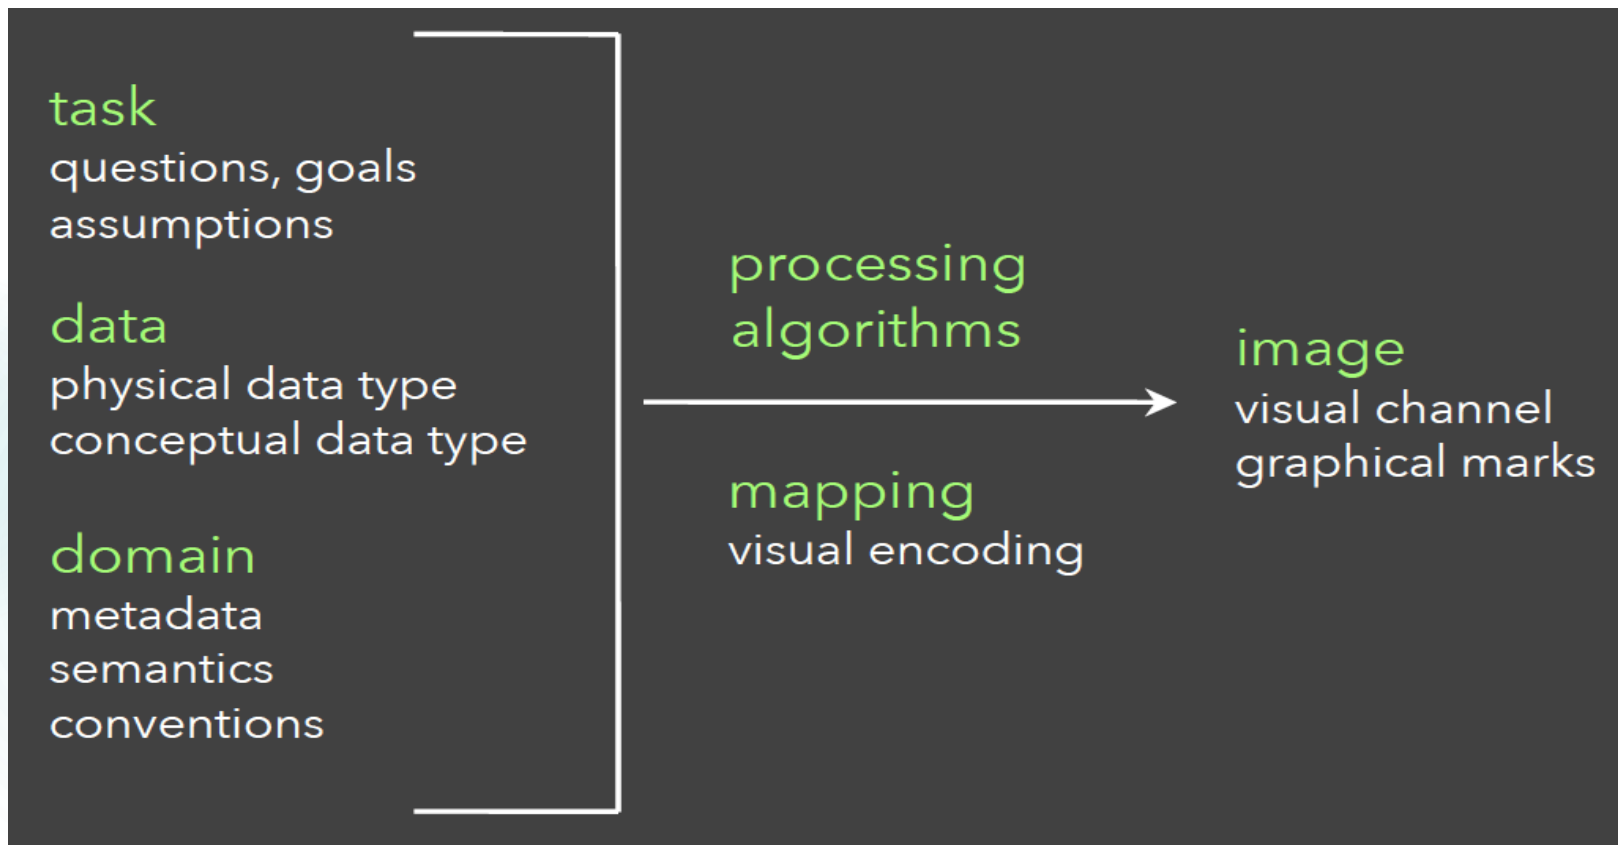 task
questions, goals
assumptions
data
physical data type
conceptual data type
domain
metadata
semantics
conventions
processing
algorithms
mapping
visual encoding
image
visual channel
graphical marks